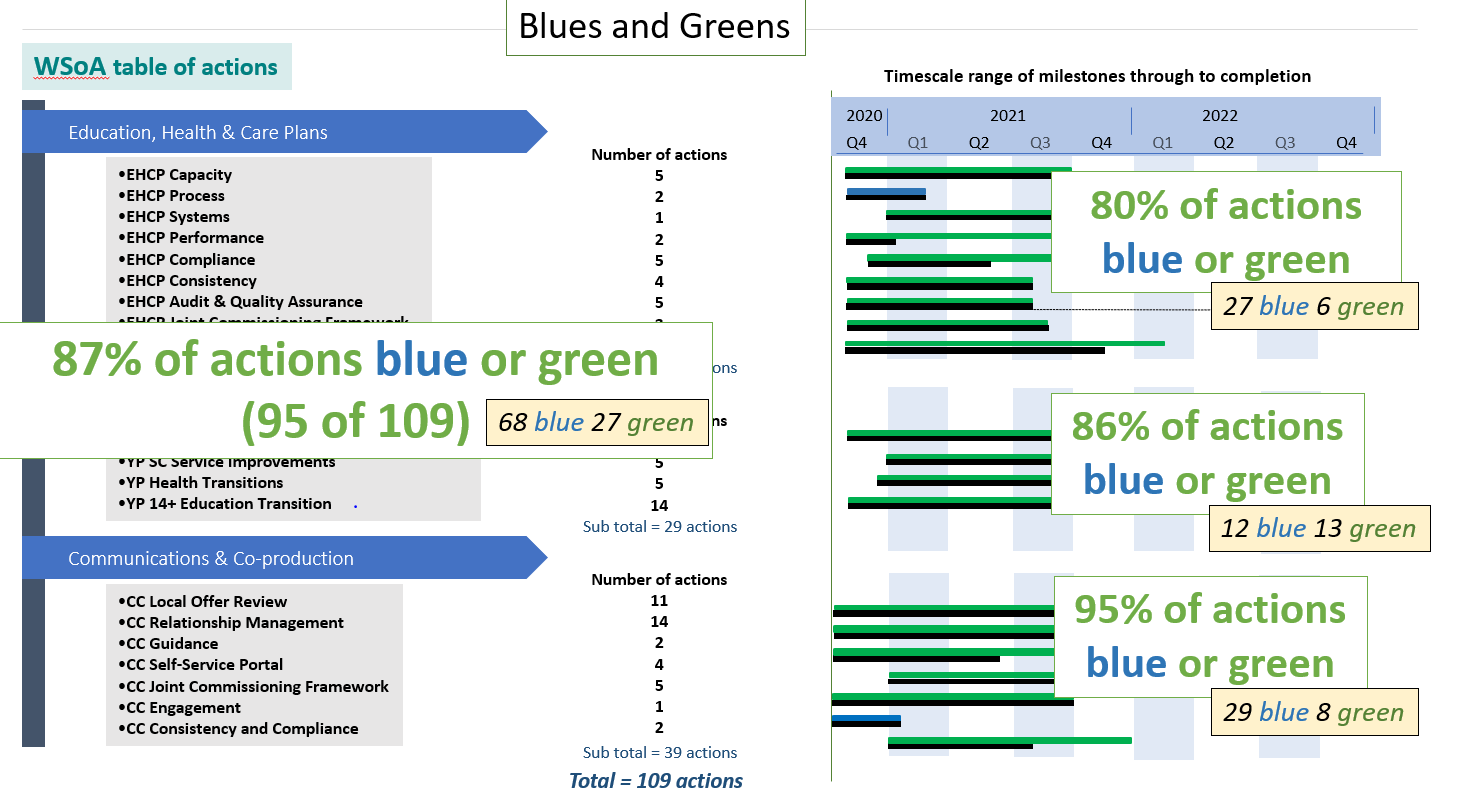 Blues and Greens
WSoA table of actions
Timescale range of milestones through to completion
2020 2021 2022
Q4 Q1 Q2 Q3 Q4 Q1 Q2 Q3 Q4
Education, Health & Care Plans
Number of actions
•EHCP Capacity 5
•EHCP Process 2
•EHCP Systems 1
•EHCP Performance 2
•EHCP Compliance 5
•EHCP Consistency 4
•EHCP Audit & Quality Assurance 5
•EHCP Joint Commissioning Framework
80% of actions
blue or green
27 blue 6 green
87% of actions blue or green
(95 of 109)
68 blue 27 green
ons
ns
•YP SC Service Improvements 5
•YP Health Transitions 5
•YP 14+ Education Transition 14
Sub total = 29 actions
86% of actions
blue or green
12 blue 13 green
Communications & Co-production
Number of actions
•CC Local Offer Review 11
•CC Relationship Management 14
•CC Guidance 2
•CC Self-Service Portal 4
•CC Joint Commissioning Framework 5
•CC Engagement 1
•CC Consistency and Compliance 2
Sub total = 39 actions
Total = 109 actions
95% of actions
blue or green
29 blue 8 green